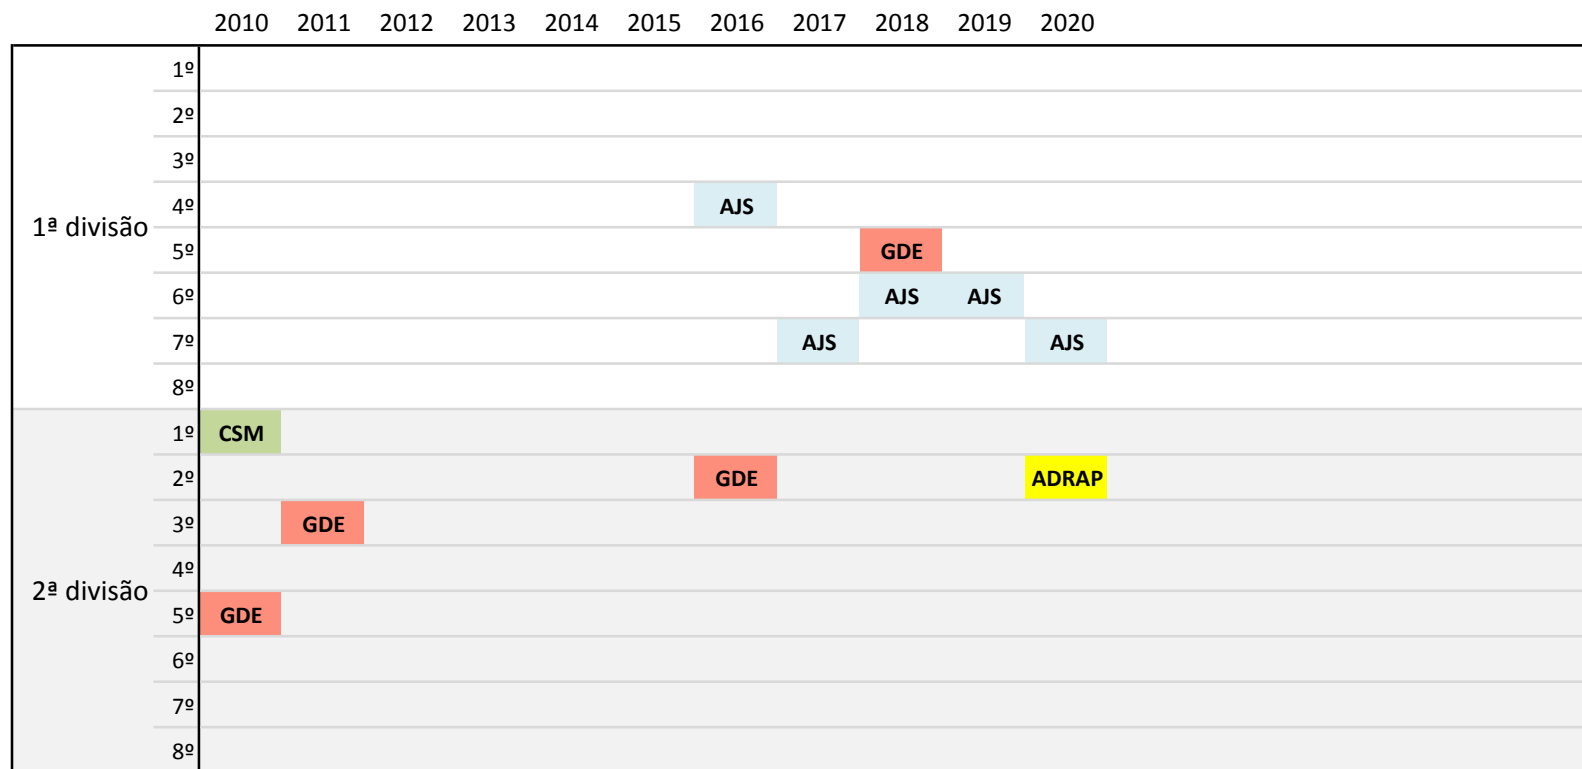 2010 2011 2012 2013 2014 2015 2016 2017 2018 2019 2020
1º
2º
3º
4º AJS
1ª divisão
5º GDE
6º AJS AJS
7º AJS AJS
8º
1º CSM
2º GDE ADRAP
3º GDE
4º
2ª divisão
5º GDE
6º
7º
8º